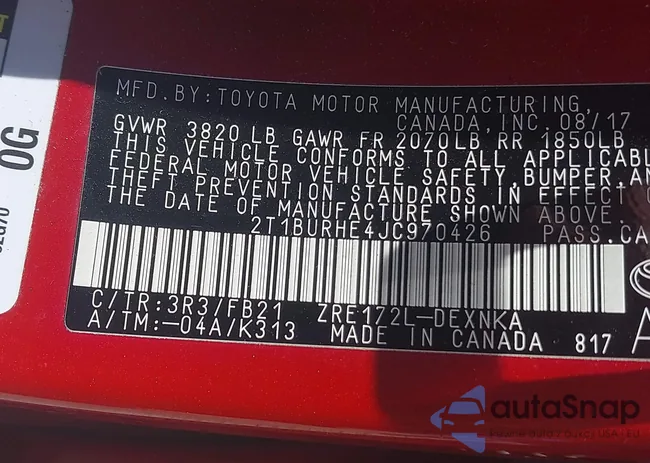 OG
MFD. BY: TOYOTA MOTOR MANUFACTURING,
CANADA, INC. 08/17
GVWR 3820 LB GAWR FR 2070LB RR 1850LB
THIS VEHICLE CONFORMS TO ALL APPLICABL
FEDERAL MOTOR VEHICLE SAFETY, BUMPER, AN
THEFT PREVENTION STANDARDS IN EFFECT O
THE DATE OF MANUFACTURE SHOWN ABOVE
2T1BURHE4JC970426 PASS.CA
C/TR:3R3/FB21 ZRE172L-DEXNKA
A/TM:-04A/K313 MADE IN CANADA 817 A
autaSnap